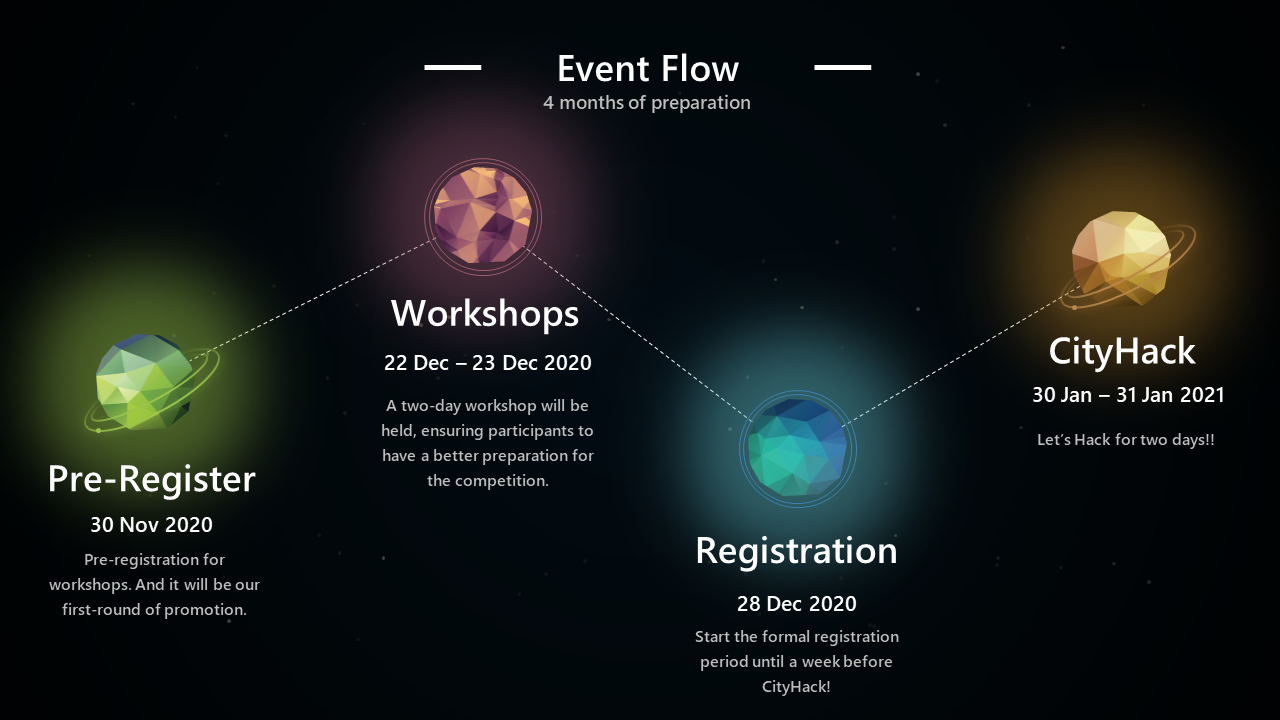 Event Flow
4 months of preparation
Pre-Register
30 Nov 2020
Pre-registration for
workshops. And it will be our
first-round of promotion.
Workshops
22 Dec – 23 Dec 2020
A two-day workshop will be
held, ensuring participants to
have a better preparation for
the competition.
Registration
28 Dec 2020
Start the formal registration
period until a week before
CityHack!
CityHack
30 Jan – 31 Jan 2021
Let’s Hack for two days!!